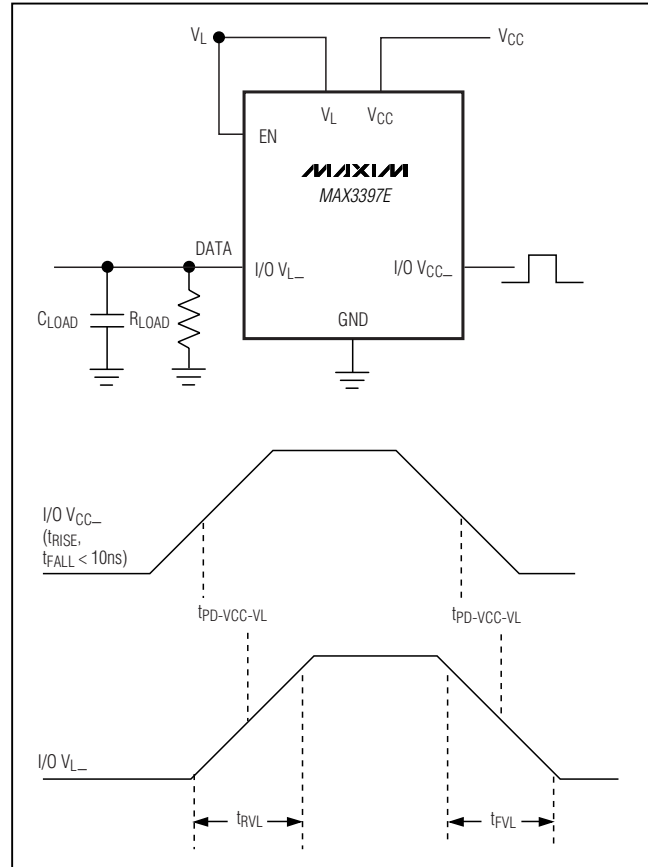 VL
VCC
VL
VCC
EN
MAXIM
MAX3397E
DATA
I/O VL_
I/O VCC_
CLOAD
RLOAD
GND
I/O VCC_
(tRISE,
tFALL < 10ns)
tPD-VCC-VL
tPD-VCC-VL
I/O VL_
tRVL
tFVL